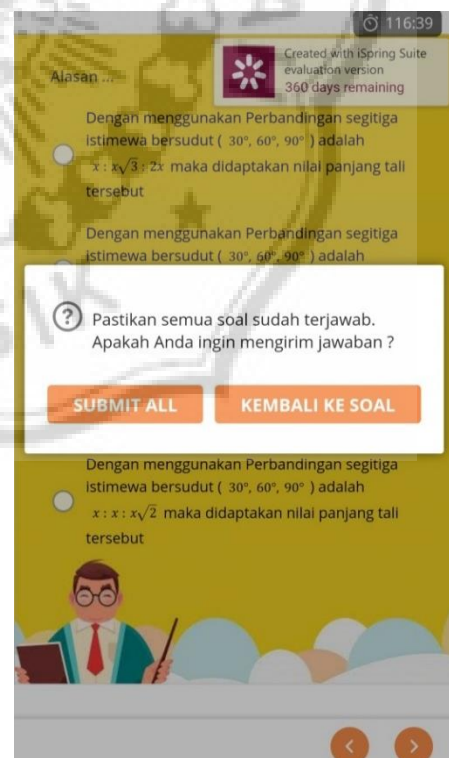 116:39
Created with iSpring Suite
evaluation version
360 days remaining
Alasan ...
Dengan menggunakan Perbandingan segitiga
istimewa bersudut ( 30°, 60°, 90° ) adalah
x : x√3 : 2x maka didaptakan nilai panjang tali
tersebut
Dengan menggunakan Perbandingan segitiga
istimewa bersudut ( 30°, 60°, 90° ) adalah
? Pastikan semua soal sudah terjawab.
Apakah Anda ingin mengirim jawaban ?
SUBMIT ALL
KEMBALI KE SOAL
Dengan menggunakan Perbandingan segitiga
istimewa bersudut ( 30°, 60°, 90° ) adalah
x : x : x√2 maka didaptakan nilai panjang tali
tersebut